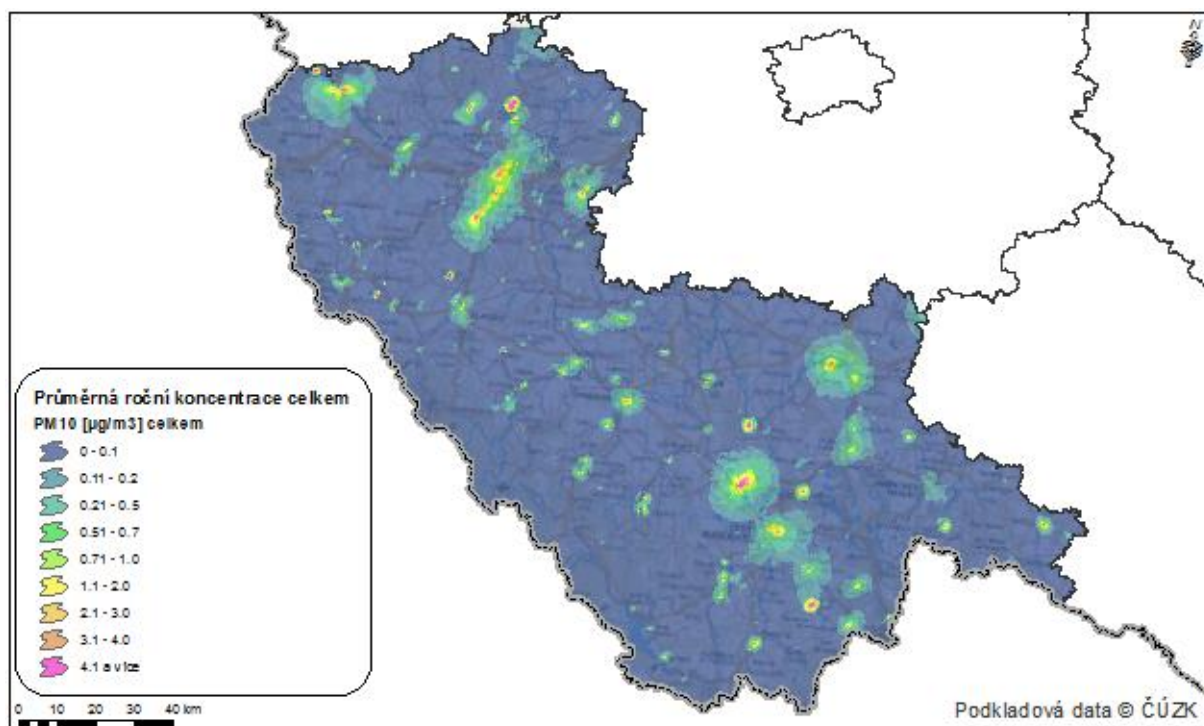 N
Průměrná roční koncentrace celkem
PM10 [µg/m3] celkem
0 - 0.1
0.11 - 0.2
0.21 - 0.5
0.51 - 0.7
0.71 - 1.0
1.1 - 2.0
2.1 - 3.0
3.1 - 4.0
4.1 a více
0 10 20 30 40 km
Podkladová data © ČÚZK